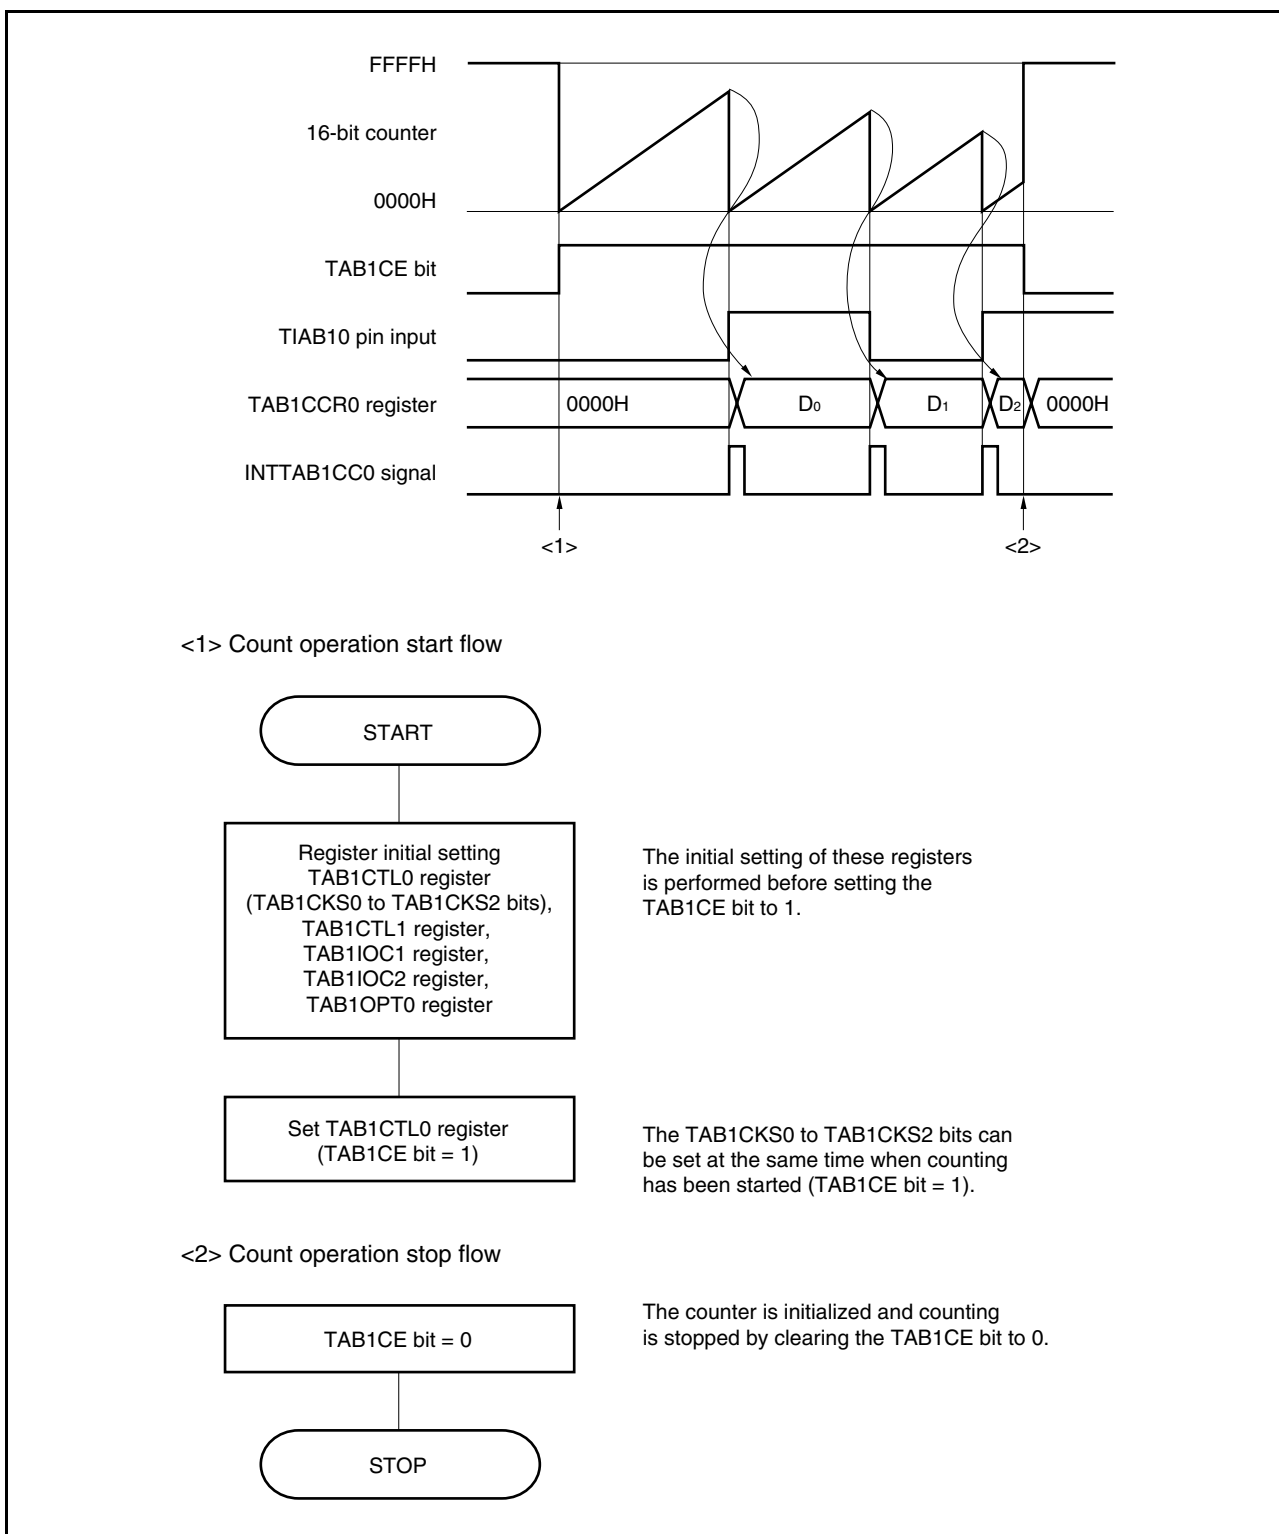 FFFFH
16-bit counter
0000H
TAB1CE bit
TIAB10 pin input
TAB1CCR0 register
0000H
D0
D1
D2
0000H
INTTAB1CC0 signal
<1>
<2>
<1> Count operation start flow
START
Register initial setting
TAB1CTL0 register
(TAB1CKS0 to TAB1CKS2 bits),
TAB1CTL1 register,
TAB1IOC1 register,
TAB1IOC2 register,
TAB1OPT0 register
The initial setting of these registers
is performed before setting the
TAB1CE bit to 1.
Set TAB1CTL0 register
(TAB1CE bit = 1)
The TAB1CKS0 to TAB1CKS2 bits can
be set at the same time when counting
has been started (TAB1CE bit = 1).
<2> Count operation stop flow
TAB1CE bit = 0
The counter is initialized and counting
is stopped by clearing the TAB1CE bit to 0.
STOP